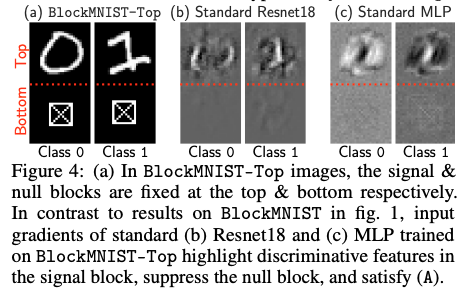 (a) BlockMNIST-Top (b) Standard Resnet18 (c) Standard MLP
Top
Bottom
Class 0 Class 1 Class 0 Class 1 Class 0 Class 1
Figure 4: (a) In BlockMNIST-Top images, the signal &
null blocks are fixed at the top & bottom respectively.
In contrast to results on BlockMNIST in fig. 1, input
gradients of standard (b) Resnet18 and (c) MLP trained
on BlockMNIST-Top highlight discriminative features in
the signal block, suppress the null block, and satisfy (A).